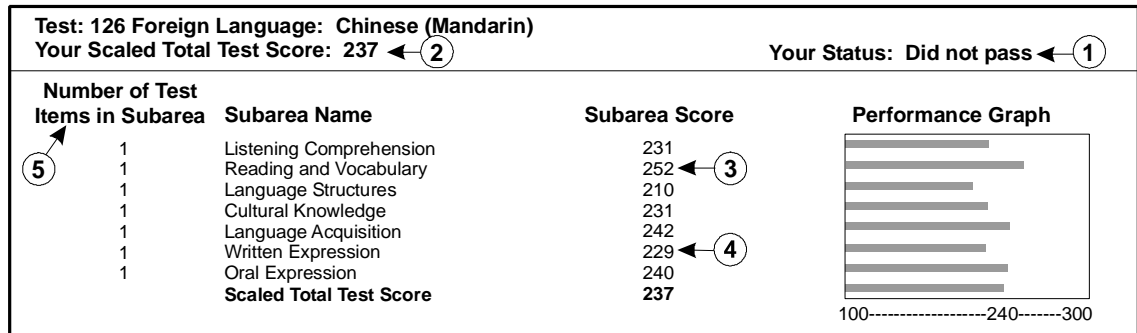 Test: 126 Foreign Language: Chinese (Mandarin)
Your Scaled Total Test Score: 237 2
Your Status: Did not pass 1
Number of Test
Items in Subarea Subarea Name Subarea Score Performance Graph
5
1 Listening Comprehension 231
1 Reading and Vocabulary 252 3
1 Language Structures 210
1 Cultural Knowledge 231
1 Language Acquisition 242
1 Written Expression 229 4
1 Oral Expression 240
Scaled Total Test Score 237
100-------------------240-------300